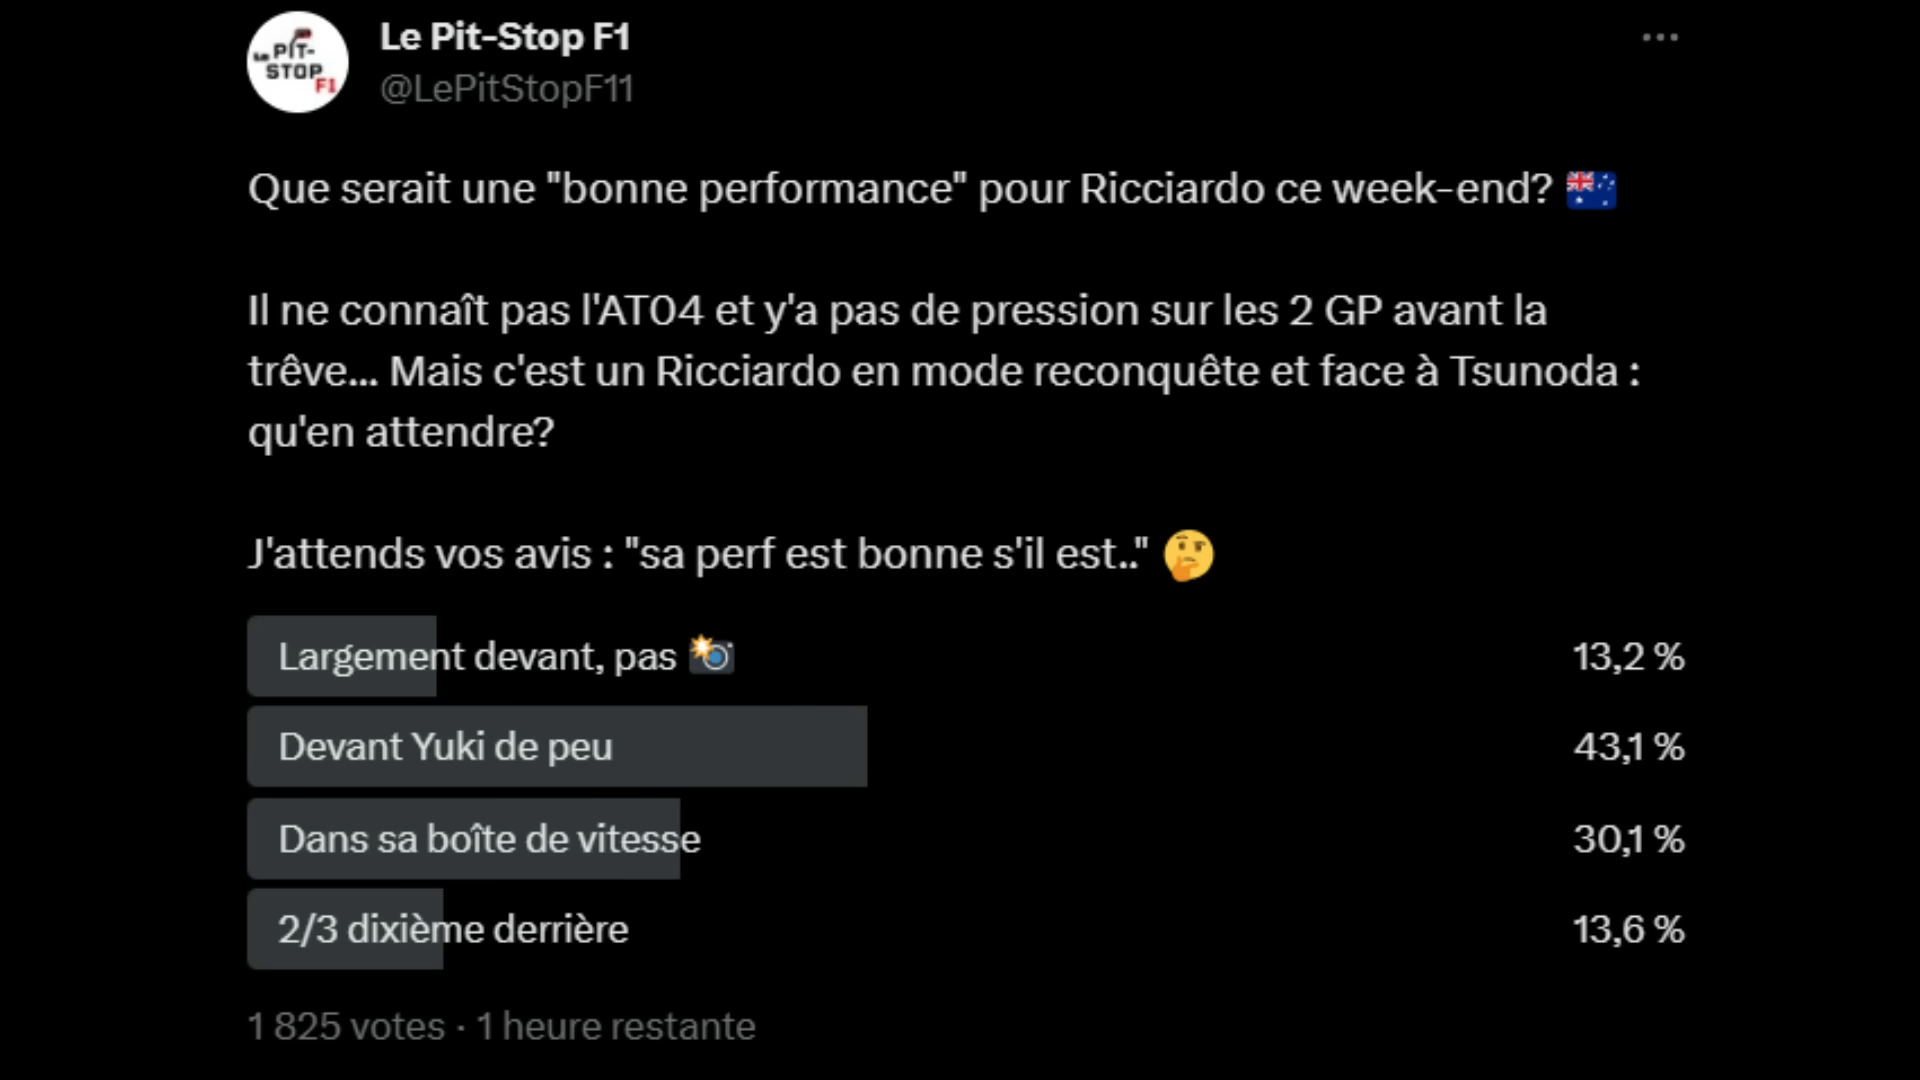 Le PIT-
STOP
F1
Le Pit-Stop F1
@LePitStopF11
Que serait une "bonne performance" pour Ricciardo ce week-end? 🇦🇺
Il ne connaît pas l'AT04 et y'a pas de pression sur les 2 GP avant la
trêve... Mais c'est un Ricciardo en mode reconquête et face à Tsunoda :
qu'en attendre?
J'attends vos avis : "sa perf est bonne s'il est.." 🤔
Largement devant, pas 📸 13,2 %
Devant Yuki de peu 43,1 %
Dans sa boîte de vitesse 30,1 %
2/3 dixième derrière 13,6 %
1 825 votes · 1 heure restante